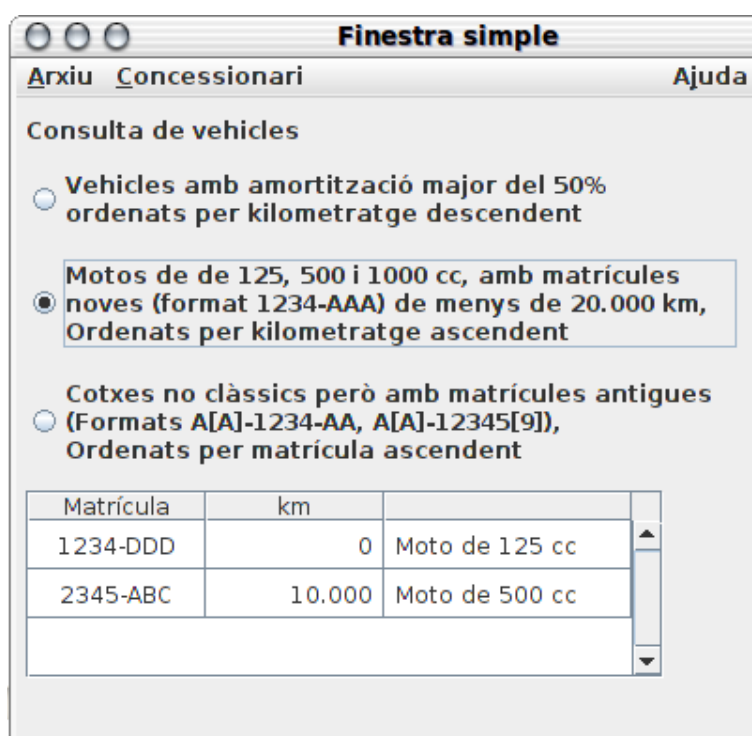 Finestra simple
Arxiu Concessionari Ajuda
Consulta de vehicles
Vehicles amb amortització major del 50%
ordenats per kilometratge descendent
Motos de de 125, 500 i 1000 cc, amb matrícules
noves (format 1234-AAA) de menys de 20.000 km,
Ordenats per kilometratge ascendent
Cotxes no clàssics però amb matrícules antigues
(Formats A[A]-1234-AA, A[A]-12345[9]),
Ordenats per matrícula ascendent
Matrícula km
1234-DDD 0 Moto de 125 cc
2345-ABC 10.000 Moto de 500 cc